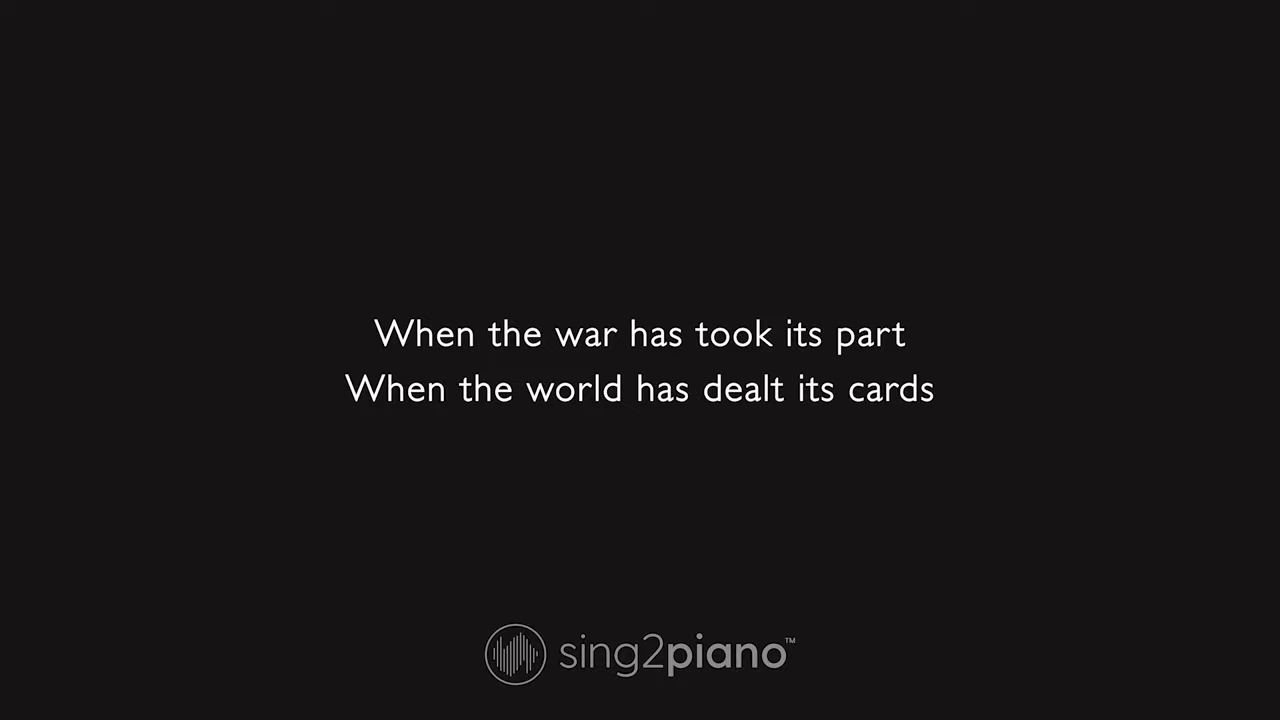 When the war has took its part
When the world has dealt its cards
sing2piano™